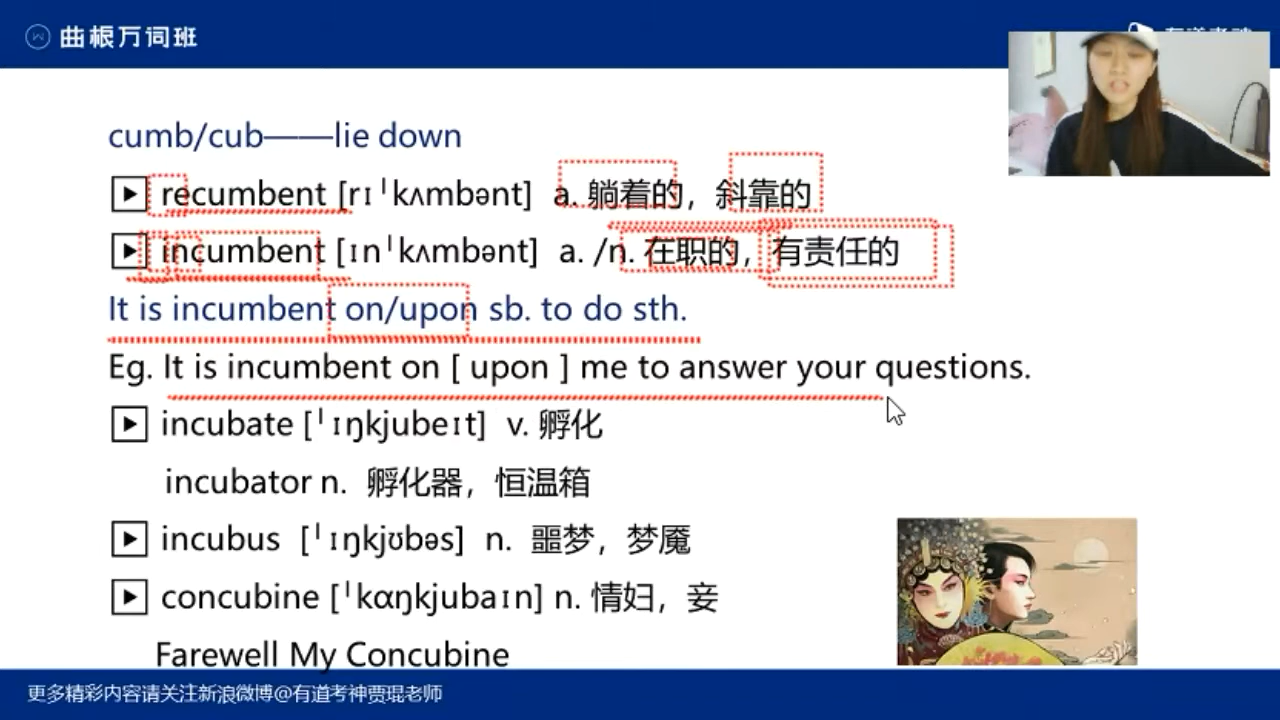 曲根万词班
有道考神
cumb/cub——lie down
recumbent [rɪˈkʌmbənt] a. 躺着的，斜靠的
incumbent [ɪnˈkʌmbənt] a. /n. 在职的，有责任的
It is incumbent on/upon sb. to do sth.
Eg. It is incumbent on [ upon ] me to answer your questions.
incubate [ˈɪŋkjubeɪt] v. 孵化
incubator n. 孵化器，恒温箱
incubus [ˈɪŋkjʊbəs] n. 噩梦，梦魇
concubine [ˈkɑŋkjubaɪn] n. 情妇，妾
Farewell My Concubine
更多精彩内容请关注新浪微博@有道考神贾琨老师